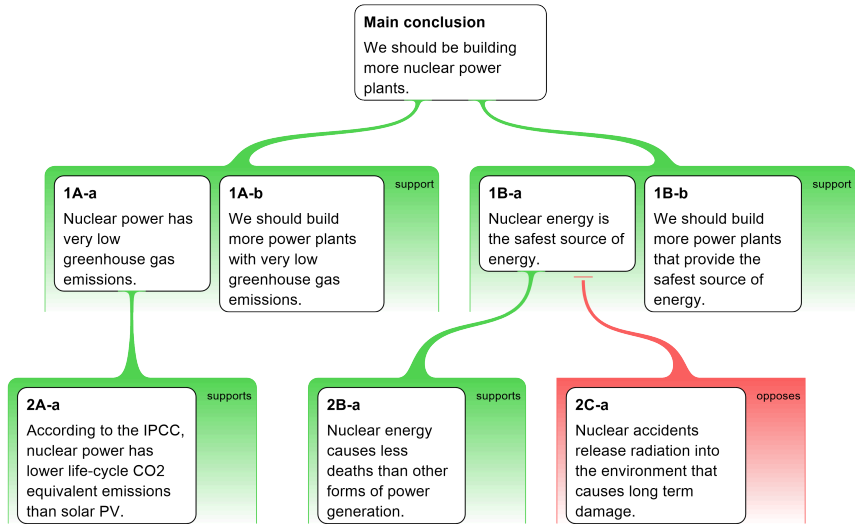 Main conclusion
We should be building
more nuclear power
plants.
1A-a
Nuclear power has
very low
greenhouse gas
emissions.
1A-b
We should build
more power plants
with very low
greenhouse gas
emissions.
support
1B-a
Nuclear energy is
the safest source of
energy.
1B-b
We should build
more power plants
that provide the
safest source of
energy.
support
2A-a
According to the IPCC,
nuclear power has
lower life-cycle CO2
equivalent emissions
than solar PV.
supports
2B-a
Nuclear energy
causes less
deaths than other
forms of power
generation.
supports
2C-a
Nuclear accidents
release radiation into
the environment that
causes long term
damage.
opposes